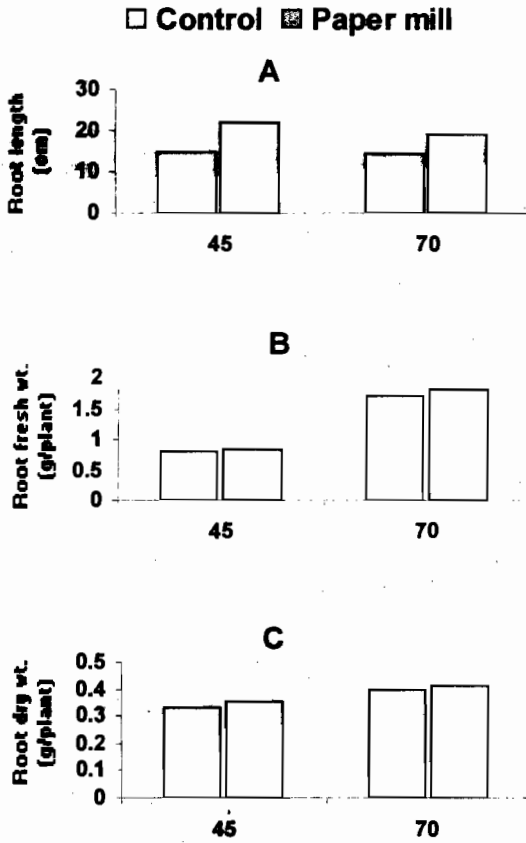 Control Paper mill
A
Root length
(cm)
30
20
10
0
45 70
B
Root fresh wt.
(g/plant)
2
1.5
1
0.5
0
45 70
C
Root dry wt.
(g/plant)
0.5
0.4
0.3
0.2
0.1
0
45 70